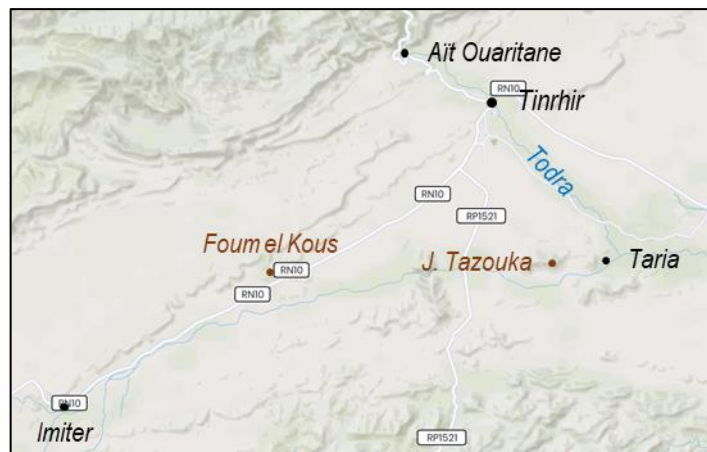 Aït Ouaritane
RN10
Tinrhir
Todra
RN10
RP1521
Foum el Kous
RN10
J. Tazouka
Taria
RN10
RN10
Imiter
RP1521